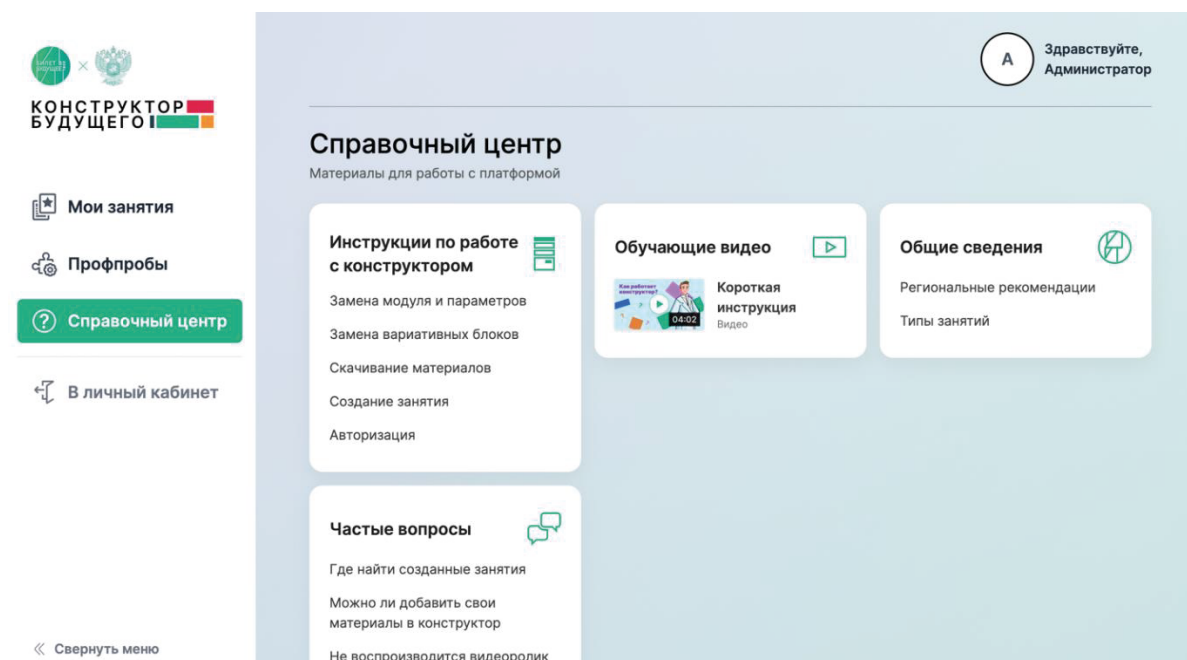 БИЛЕТ В
БУДУЩЕЕ
×
КОНСТРУКТОР
БУДУЩЕГО
Мои занятия
Профпробы
Справочный центр
В личный кабинет
Свернуть меню
А
Здравствуйте,
Администратор
Справочный центр
Материалы для работы с платформой
Инструкции по работе
с конструктором
Замена модуля и параметров
Замена вариативных блоков
Скачивание материалов
Создание занятия
Авторизация
Обучающие видео
Как работает
конструктор?
04:02
Короткая
инструкция
Видео
Общие сведения
Региональные рекомендации
Типы занятий
Частые вопросы
Где найти созданные занятия
Можно ли добавить свои
материалы в конструктор
Не воспроизводится видеоролик